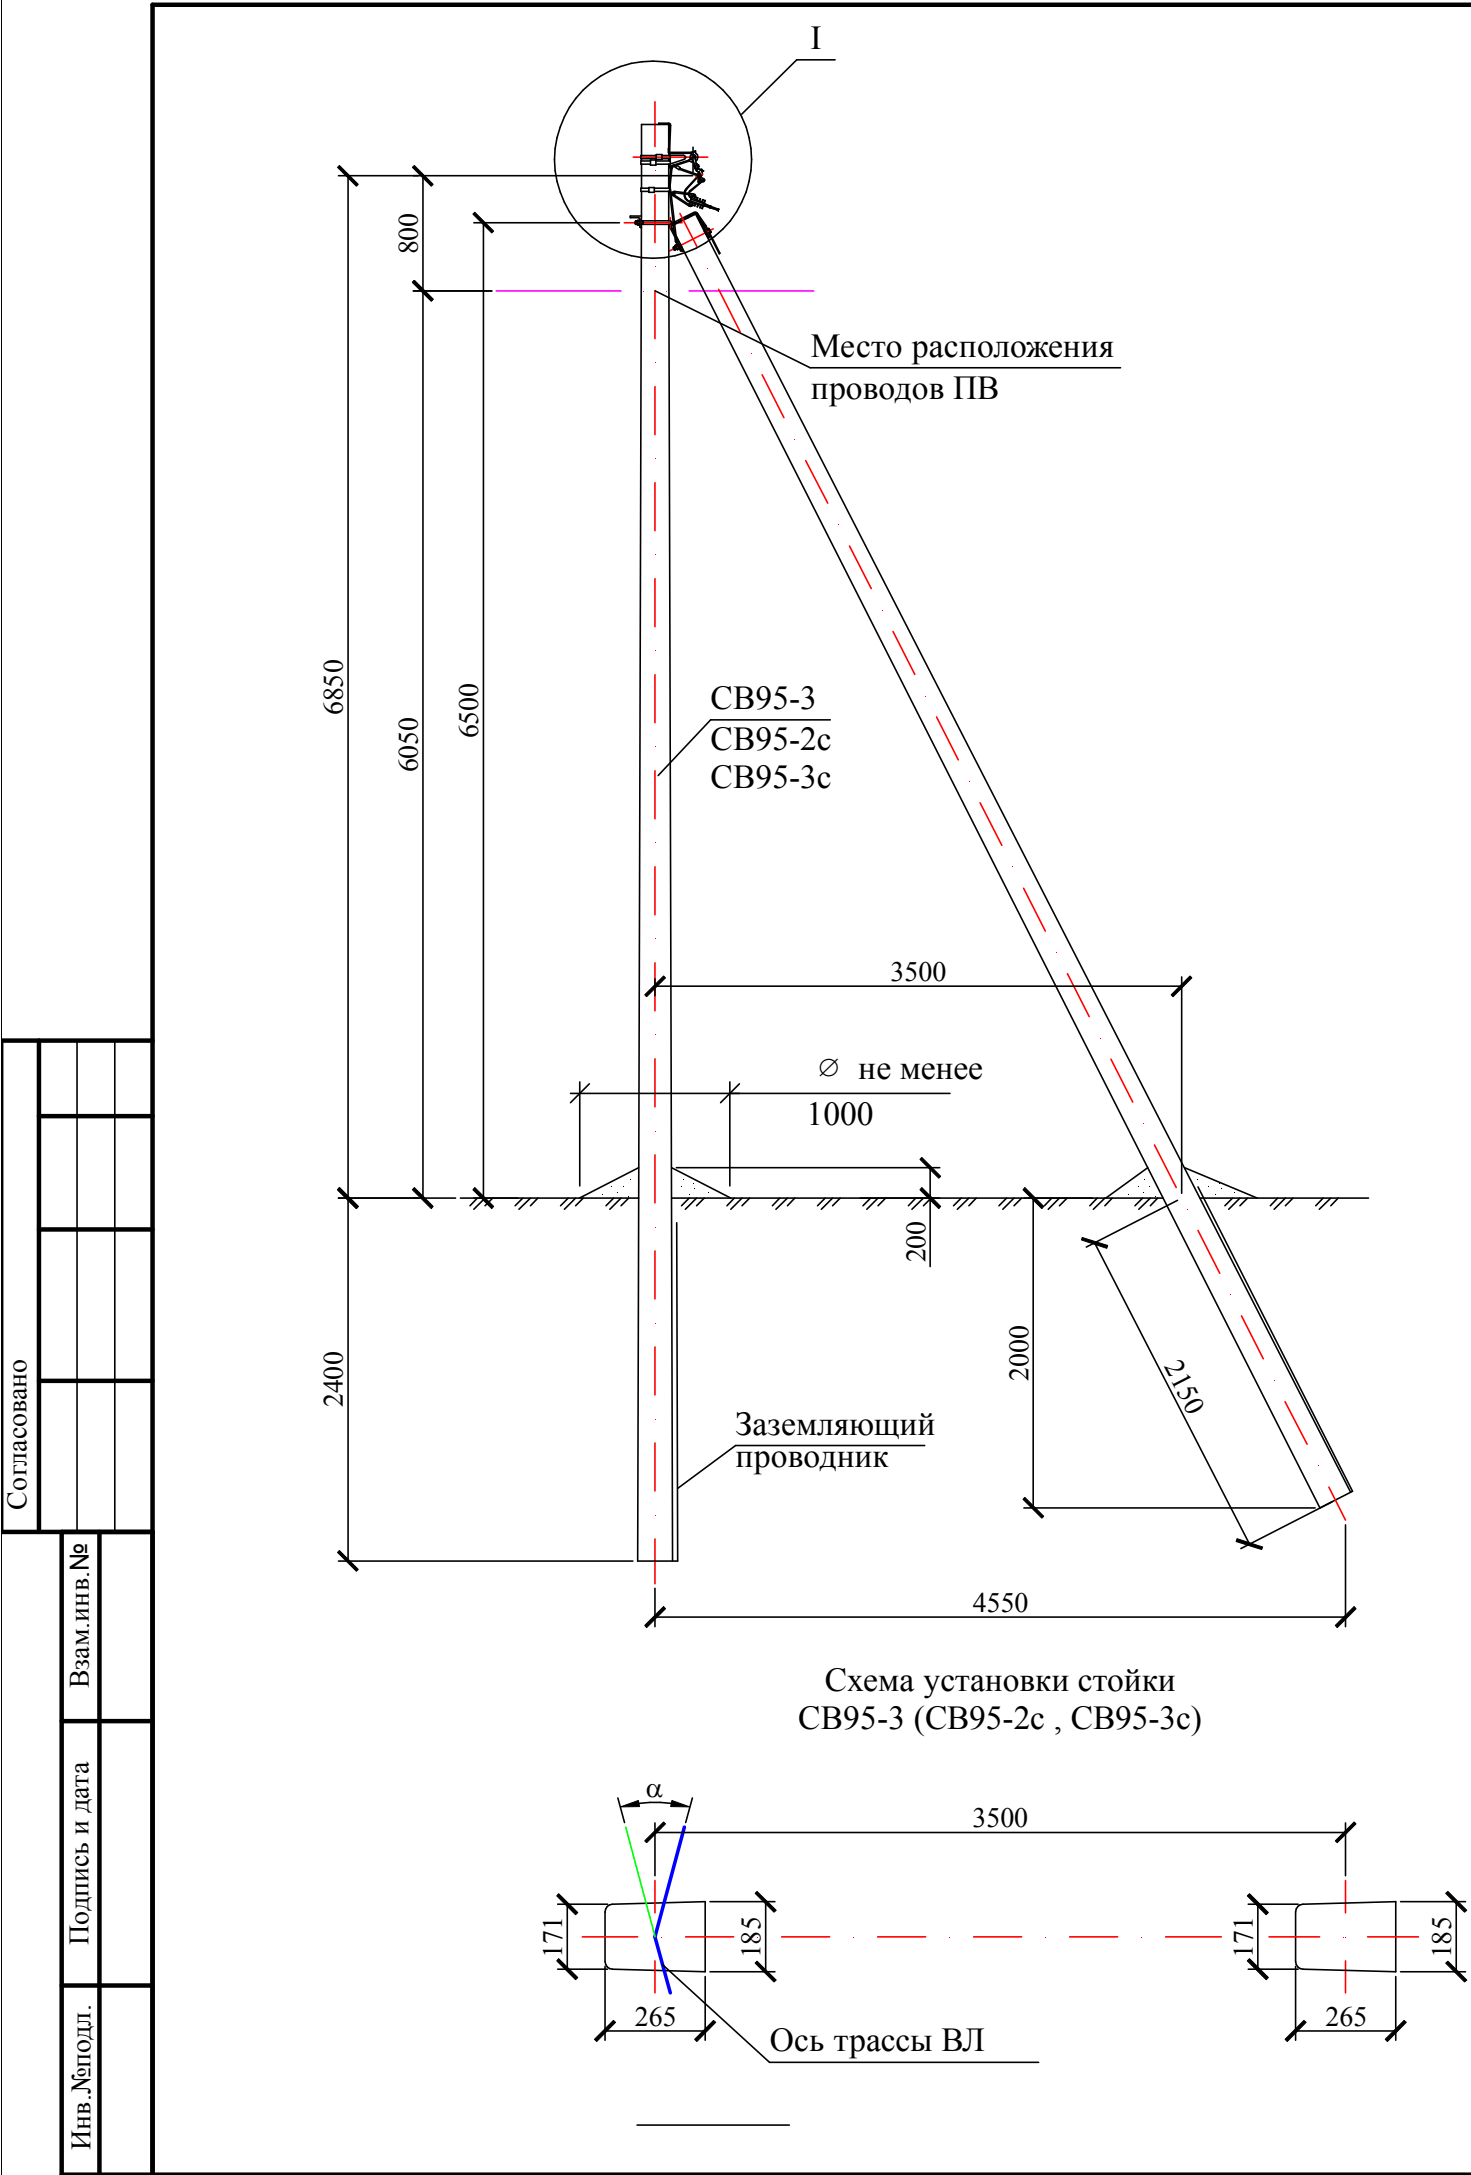 I
800
6850
6050
6500
Место расположения
проводов ПВ
СВ95-3
СВ95-2с
СВ95-3с
3500
∅ не менее
1000
200
2400
2000
2150
Заземляющий
проводник
4550
Схема установки стойки
СВ95-3 (СВ95-2с , СВ95-3с)
α
3500
171
185
171
185
265
265
Ось трассы ВЛ
Согласовано
Взам.инв.№
Подпись и дата
Инв.№подл.